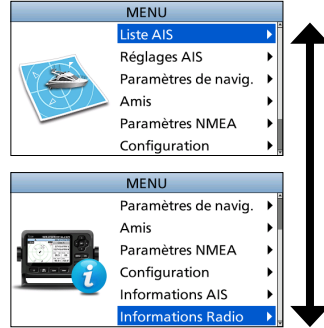 MENU
Liste AIS
Réglages AIS
Paramètres de navig.
Amis
Paramètres NMEA
Configuration
MENU
Paramètres de navig.
Amis
Paramètres NMEA
Configuration
Informations AIS
Informations Radio